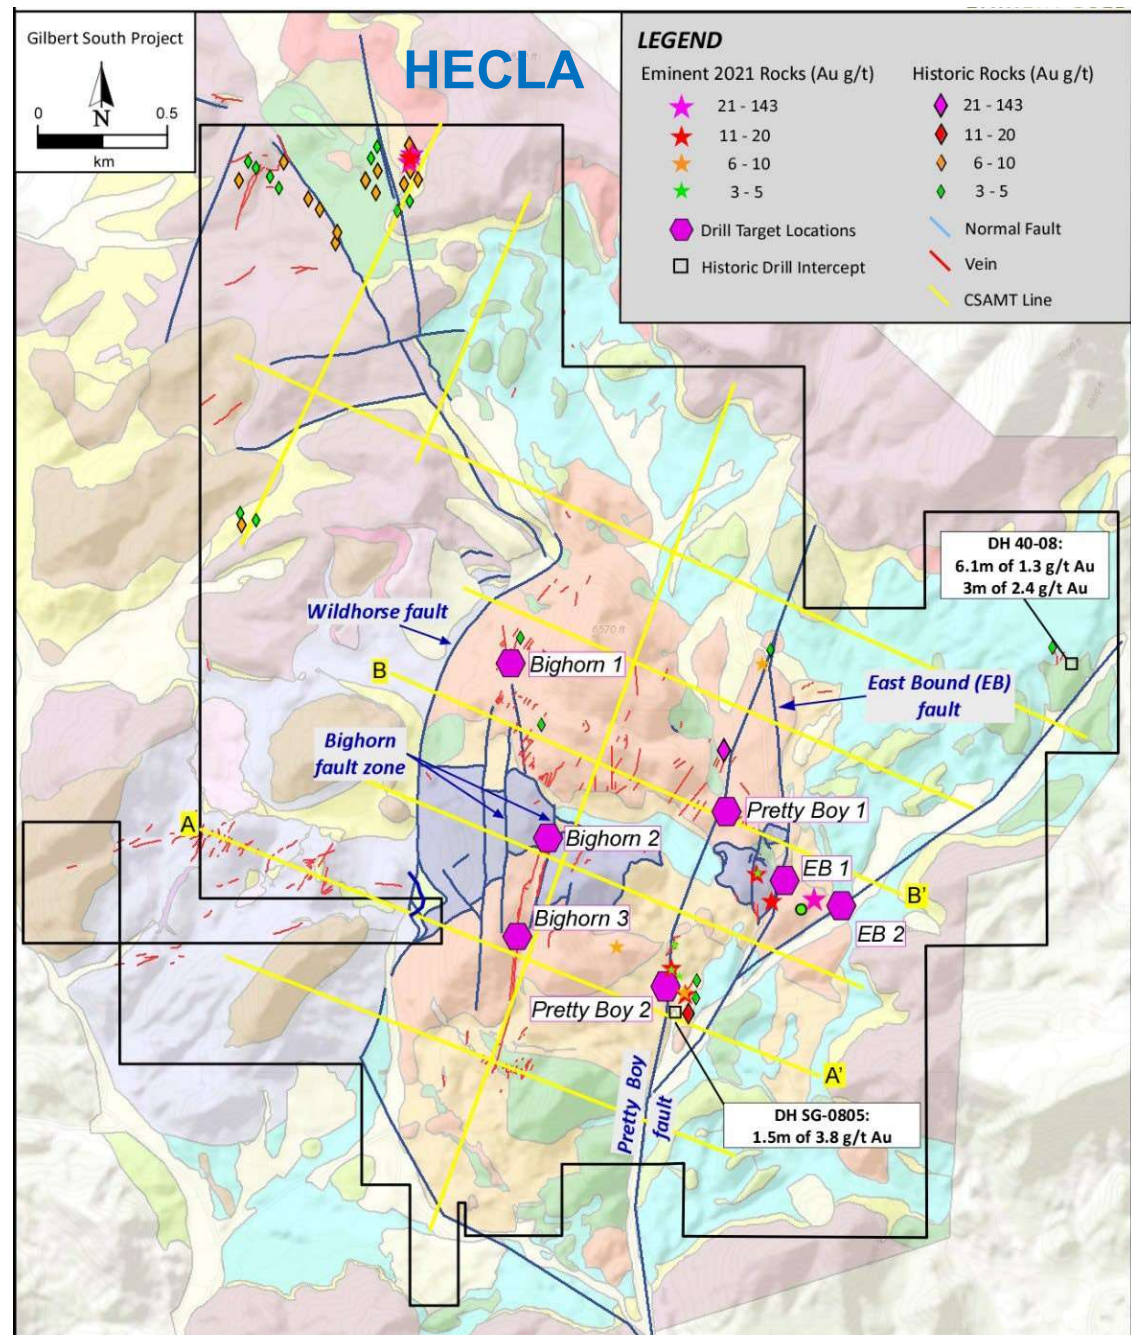 Gilbert South Project
0 0.5
N
km
HECLA
LEGEND
Eminent 2021 Rocks (Au g/t)
21 - 143
11 - 20
6 - 10
3 - 5
Drill Target Locations
Historic Drill Intercept
Historic Rocks (Au g/t)
21 - 143
11 - 20
6 - 10
3 - 5
Normal Fault
Vein
CSAMT Line
DH 40-08:
6.1m of 1.3 g/t Au
3m of 2.4 g/t Au
Wildhorse fault
6570 ft
Bighorn 1
B
East Bound (EB)
fault
Bighorn
fault zone
Pretty Boy 1
A
Bighorn 2
EB 1
B'
Bighorn 3
EB 2
Pretty Boy 2
A'
Pretty Boy
fault
DH SG-0805:
1.5m of 3.8 g/t Au